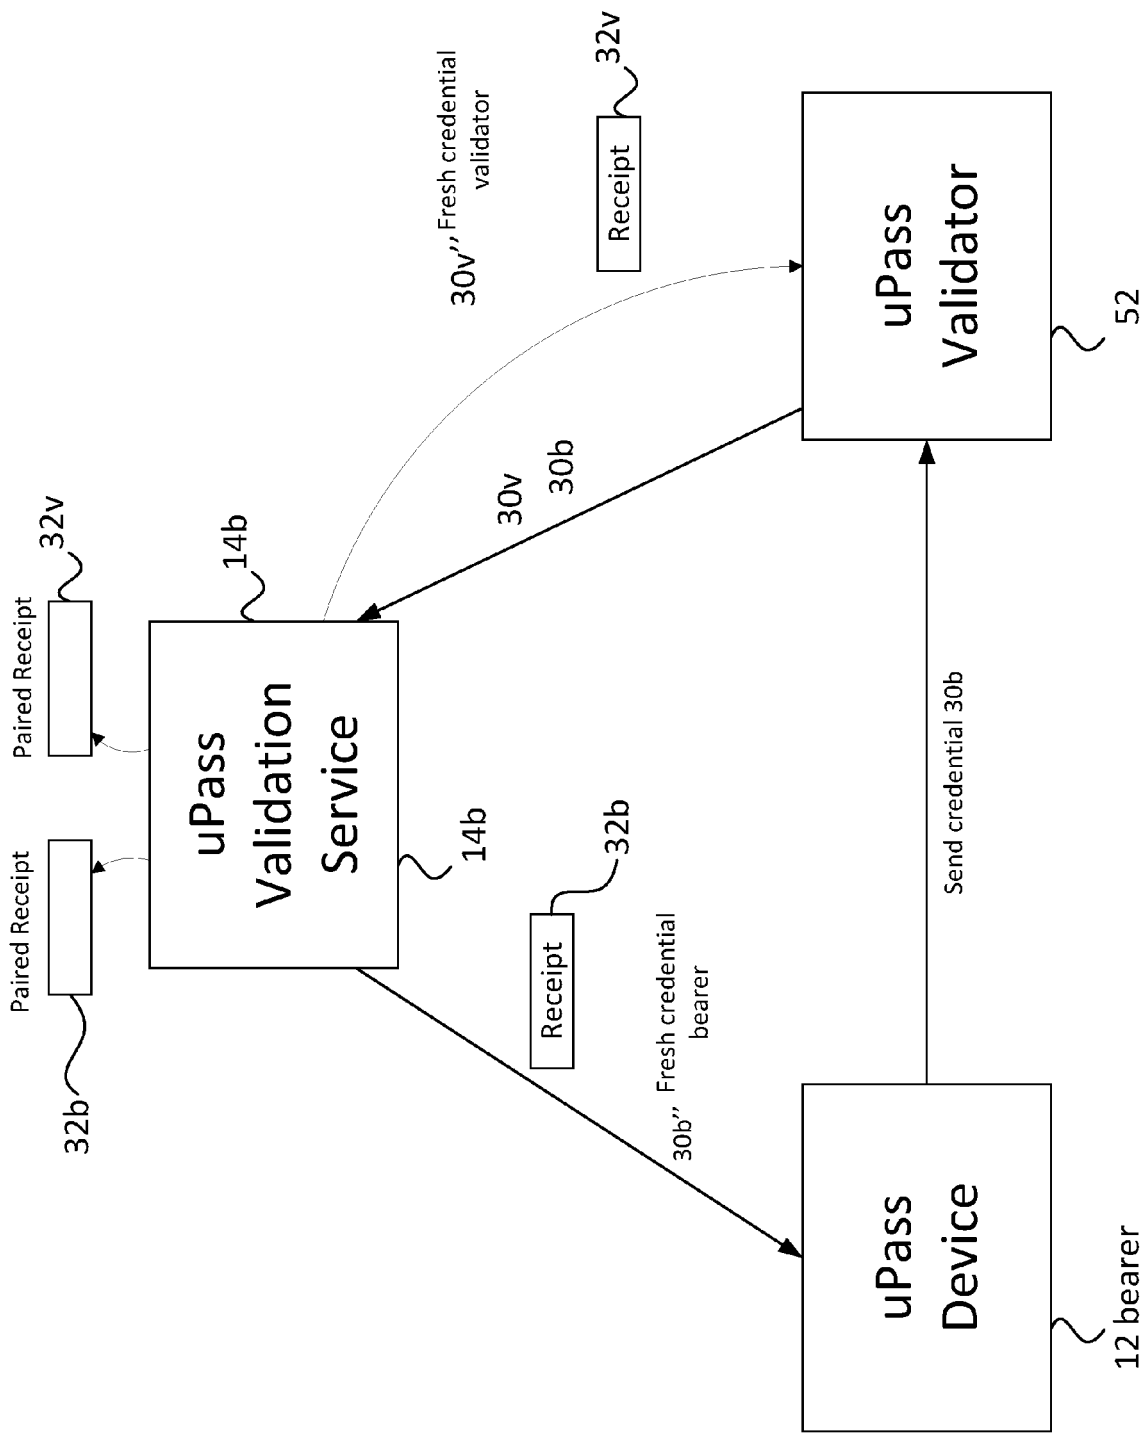 Paired Receipt
Paired Receipt
32b
32v
uPass
Validation
Service
14b
14b
30v’’ Fresh credential
validator
30v
30b
Receipt
32b
Receipt
32v
30b’’ Fresh credential
bearer
uPass
Device
Send credential 30b
uPass
Validator
12 bearer
52